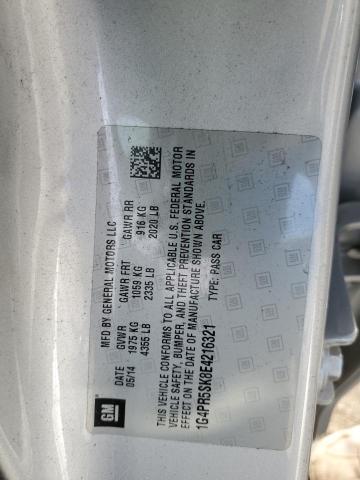 GM
MFD BY GENERAL MOTORS LLC
DATE GVWR GAWR FRT GAWR RR
05/14 1975 KG 1059 KG 916 KG
4355 LB 2335 LB 2020 LB
THIS VEHICLE CONFORMS TO ALL APPLICABLE U.S. FEDERAL MOTOR
VEHICLE SAFETY, BUMPER, AND THEFT PREVENTION STANDARDS IN
EFFECT ON THE DATE OF MANUFACTURE SHOWN ABOVE.
1G4PR5SK8E4216321 TYPE: PASS CAR